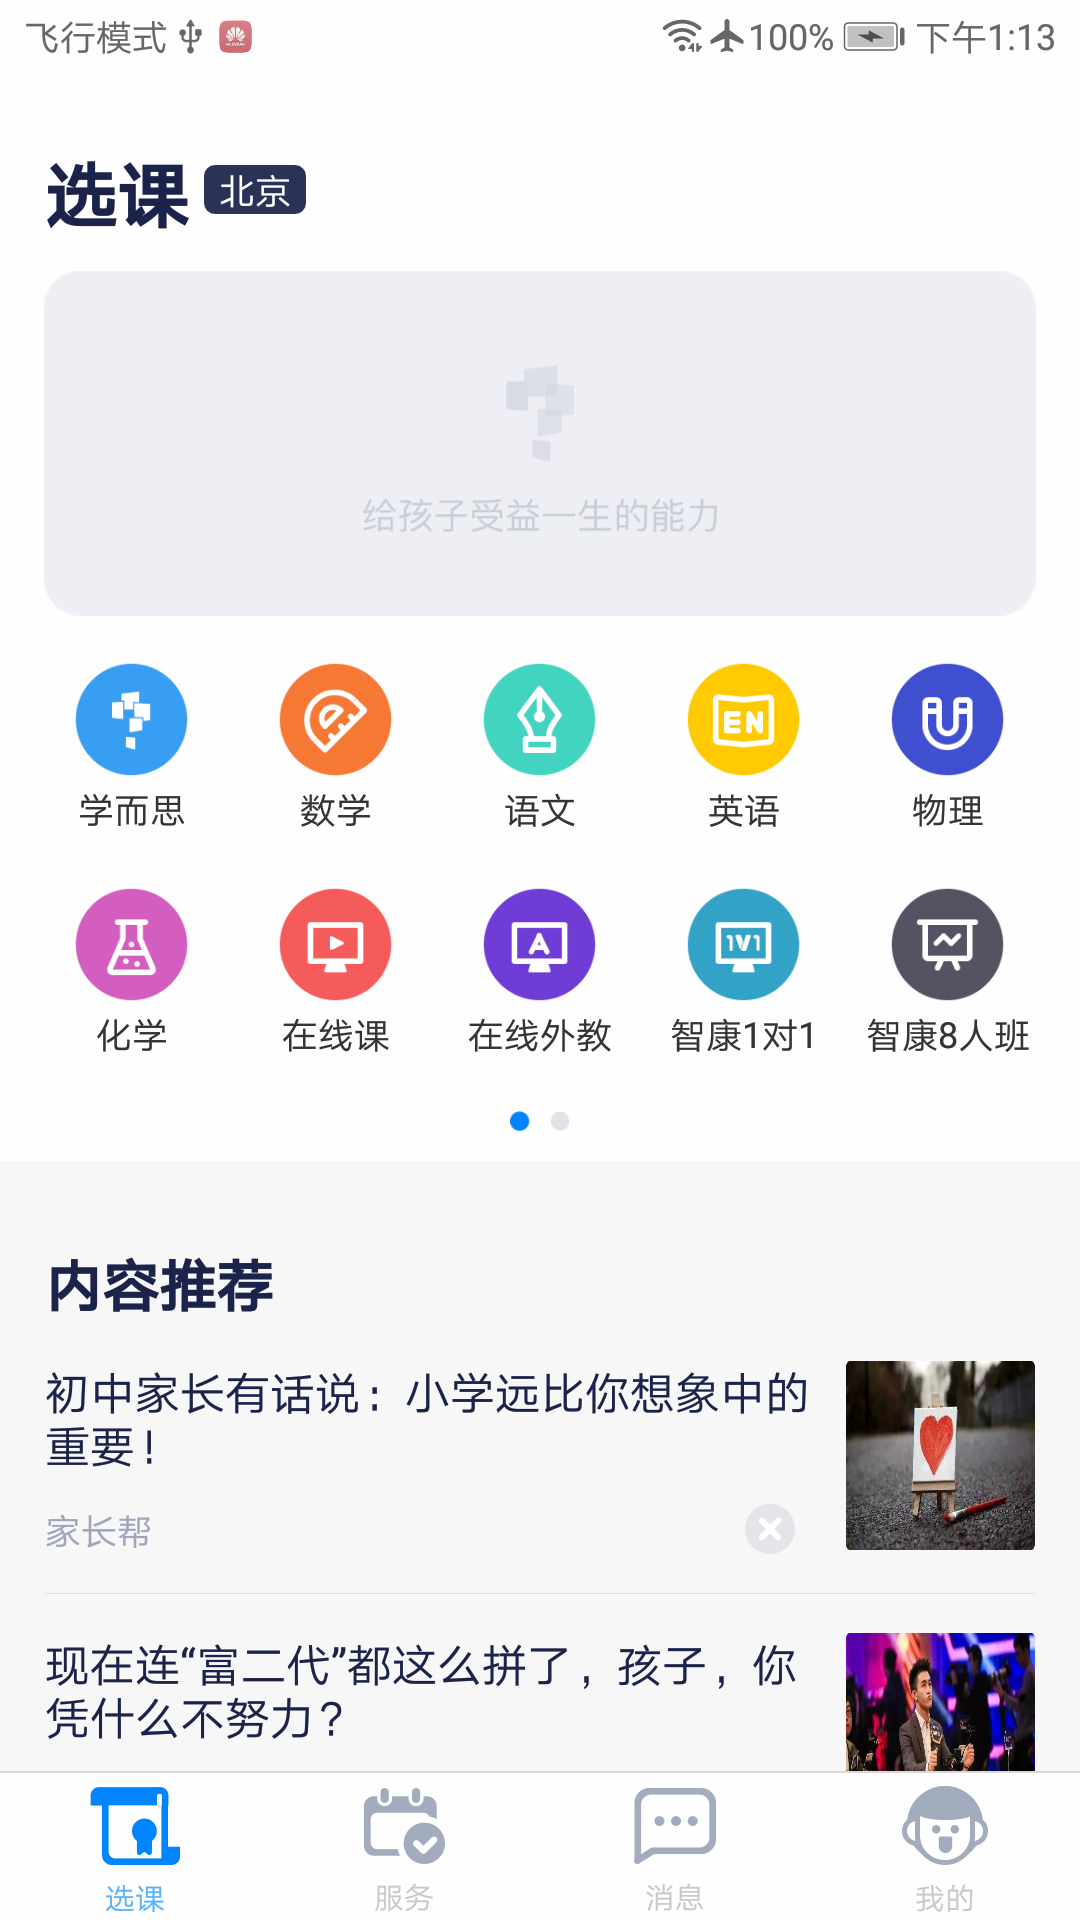 飞行模式 100% 下午1:13
选课 北京
给孩子受益一生的能力
EN
学而思 数学 语文 英语 物理
A 1V1
化学 在线课 在线外教 智康1对1 智康8人班
内容推荐
初中家长有话说：小学远比你想象中的
重要！
家长帮
现在连“富二代”都这么拼了，孩子，你
凭什么不努力？
选课 服务 消息 我的